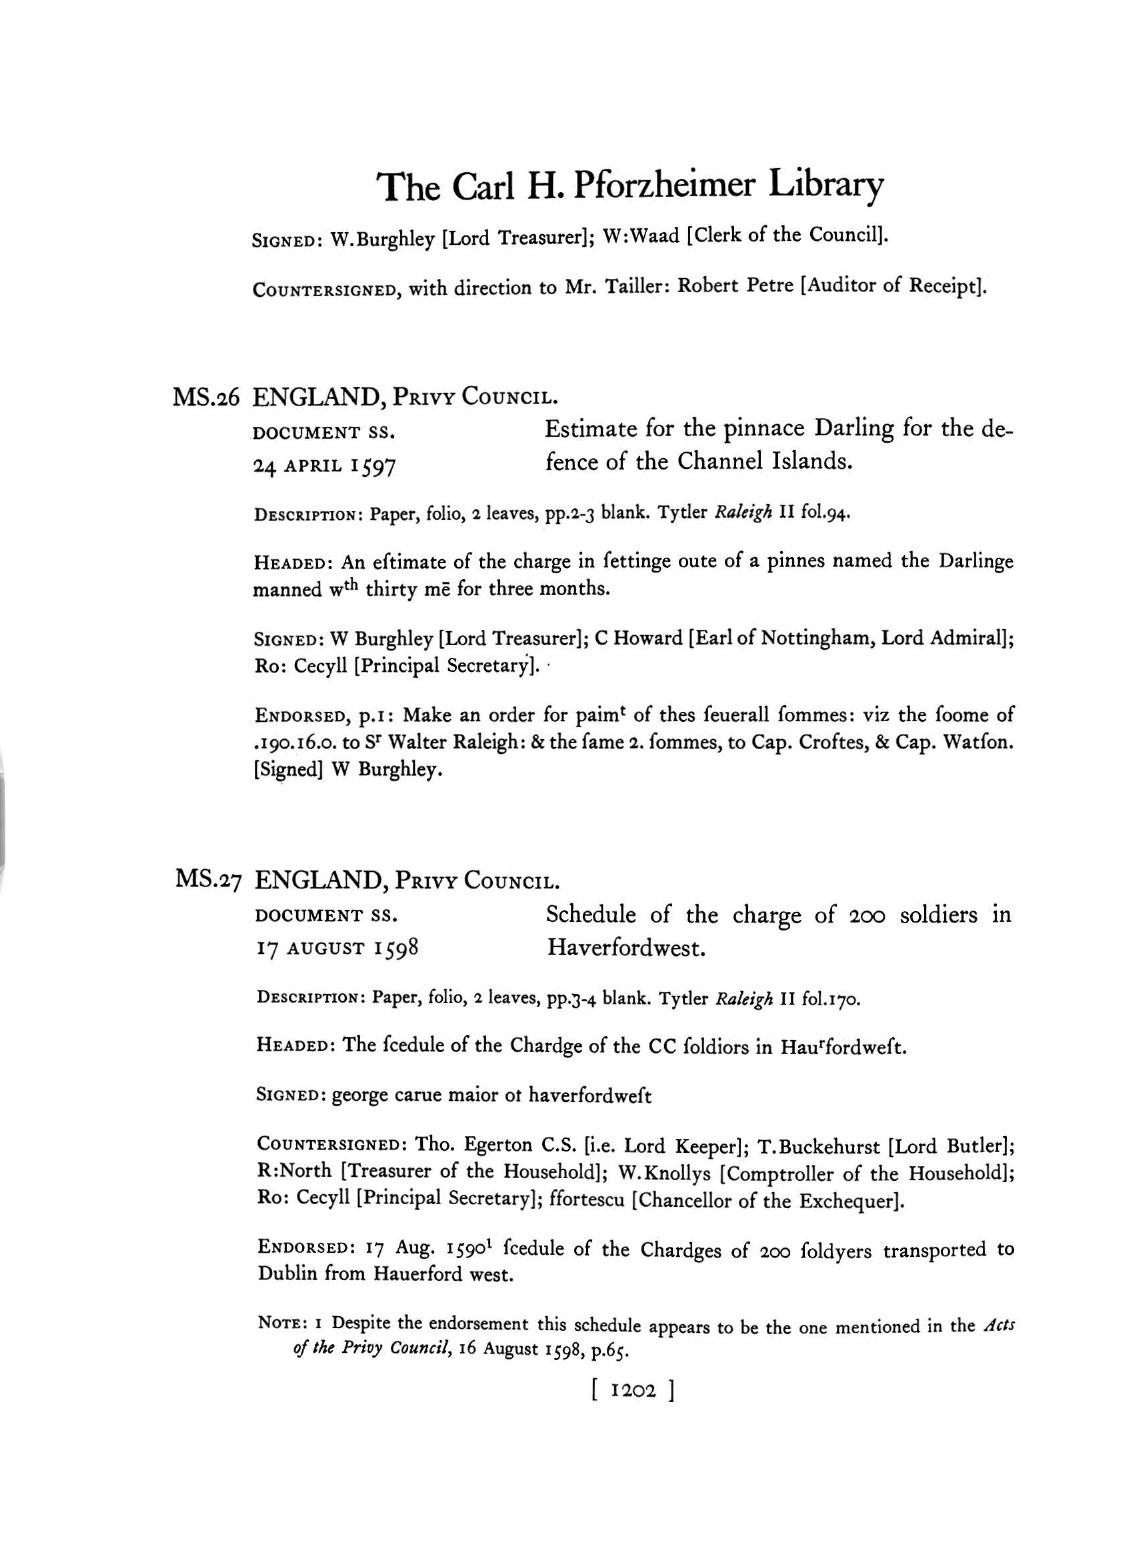 The Carl H. Pforzheimer Library
SIGNED: W.Burghley [Lord Treasurer]; W:Waad [Clerk of the Council].
COUNTERSIGNED, with direction to Mr. Tailler: Robert Petre [Auditor of Receipt].
MS.26 ENGLAND, PRIVY COUNCIL.
DOCUMENT SS. Estimate for the pinnace Darling for the de-
24 APRIL 1597 fence of the Channel Islands.
DESCRIPTION: Paper, folio, 2 leaves, pp.2-3 blank. Tytler Raleigh II fol.94.
HEADED: An eſtimate of the charge in ſettinge oute of a pinnes named the Darlinge
manned wᵗʰ thirty mē for three months.
SIGNED: W Burghley [Lord Treasurer]; C Howard [Earl of Nottingham, Lord Admiral];
Ro: Cecyll [Principal Secretary].
ENDORSED, p.1: Make an order for paimᵗ of thes ſeuerall ſommes: viz the ſoome of
.190.16.0. to Sʳ Walter Raleigh: & the ſame 2. ſommes, to Cap. Croftes, & Cap. Watſon.
[Signed] W Burghley.
MS.27 ENGLAND, PRIVY COUNCIL.
DOCUMENT SS. Schedule of the charge of 200 soldiers in
17 AUGUST 1598 Haverfordwest.
DESCRIPTION: Paper, folio, 2 leaves, pp.3-4 blank. Tytler Raleigh II fol.170.
HEADED: The ſcedule of the Chardge of the CC ſoldiors in Hauʳfordweſt.
SIGNED: george carue maior of haverfordweſt
COUNTERSIGNED: Tho. Egerton C.S. [i.e. Lord Keeper]; T.Buckehurst [Lord Butler];
R:North [Treasurer of the Household]; W.Knollys [Comptroller of the Household];
Ro: Cecyll [Principal Secretary]; ffortescu [Chancellor of the Exchequer].
ENDORSED: 17 Aug. 1590¹ ſcedule of the Chardges of 200 ſoldyers transported to
Dublin from Hauerford west.
NOTE: 1 Despite the endorsement this schedule appears to be the one mentioned in the Acts
of the Privy Council, 16 August 1598, p.65.
[ 1202 ]